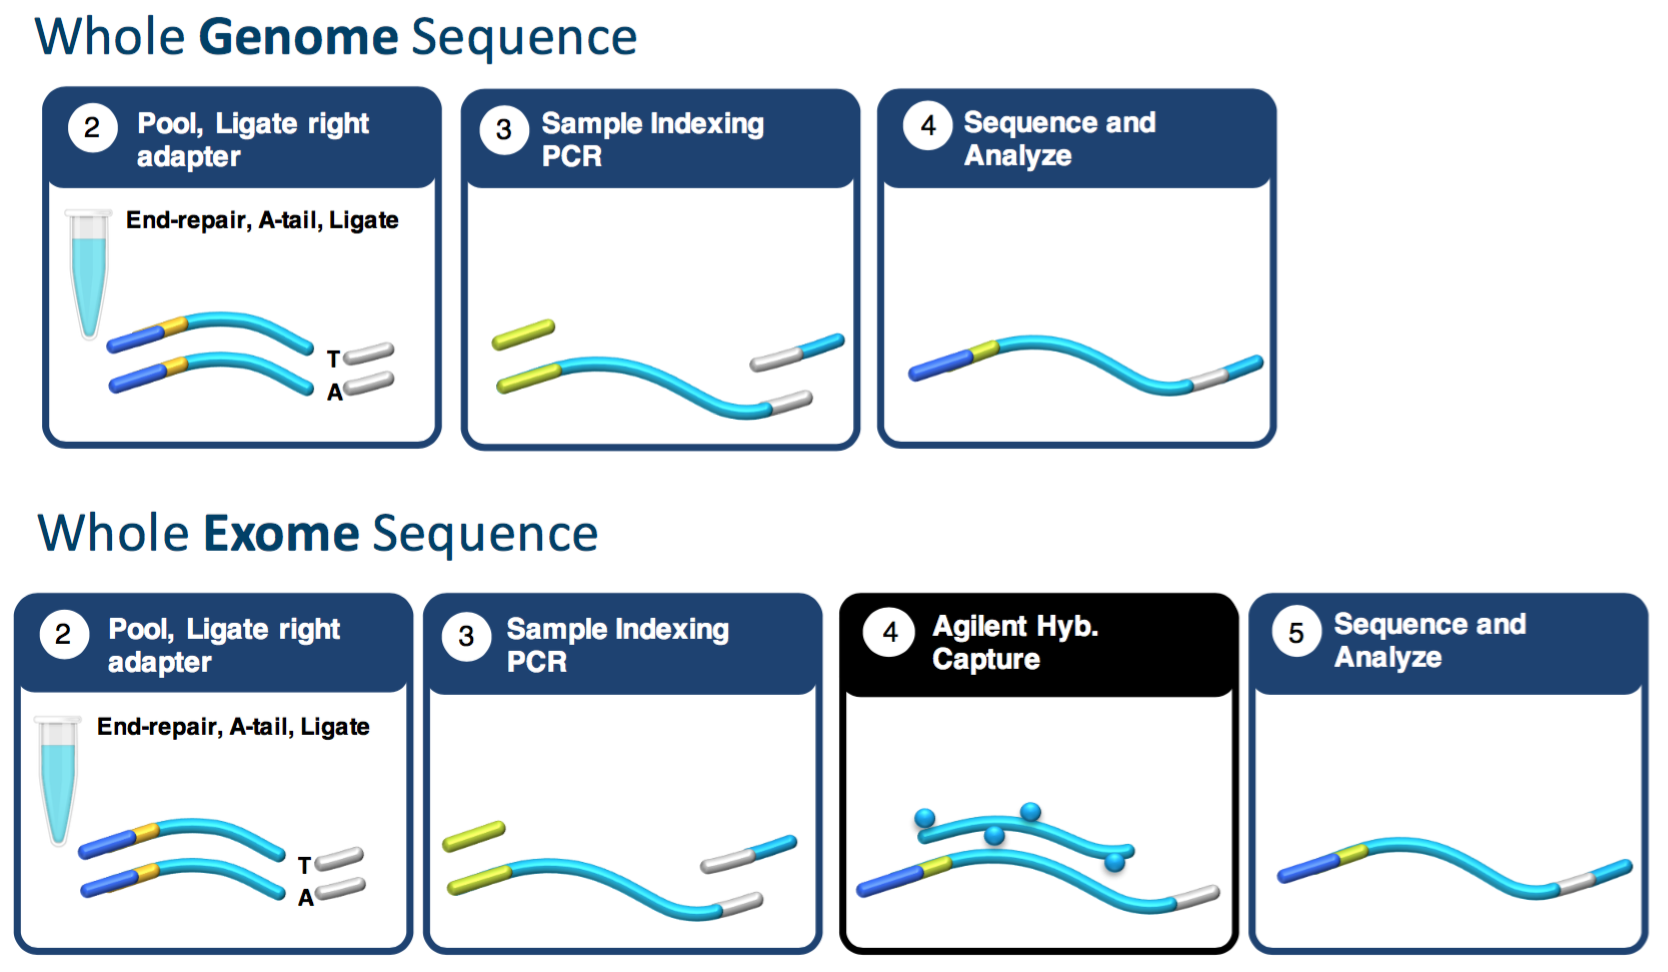 Whole Genome Sequence
2
Pool, Ligate right
adapter
End-repair, A-tail, Ligate
T
A
3
Sample Indexing
PCR
4
Sequence and
Analyze
Whole Exome Sequence
2
Pool, Ligate right
adapter
End-repair, A-tail, Ligate
T
A
3
Sample Indexing
PCR
4
Agilent Hyb.
Capture
5
Sequence and
Analyze